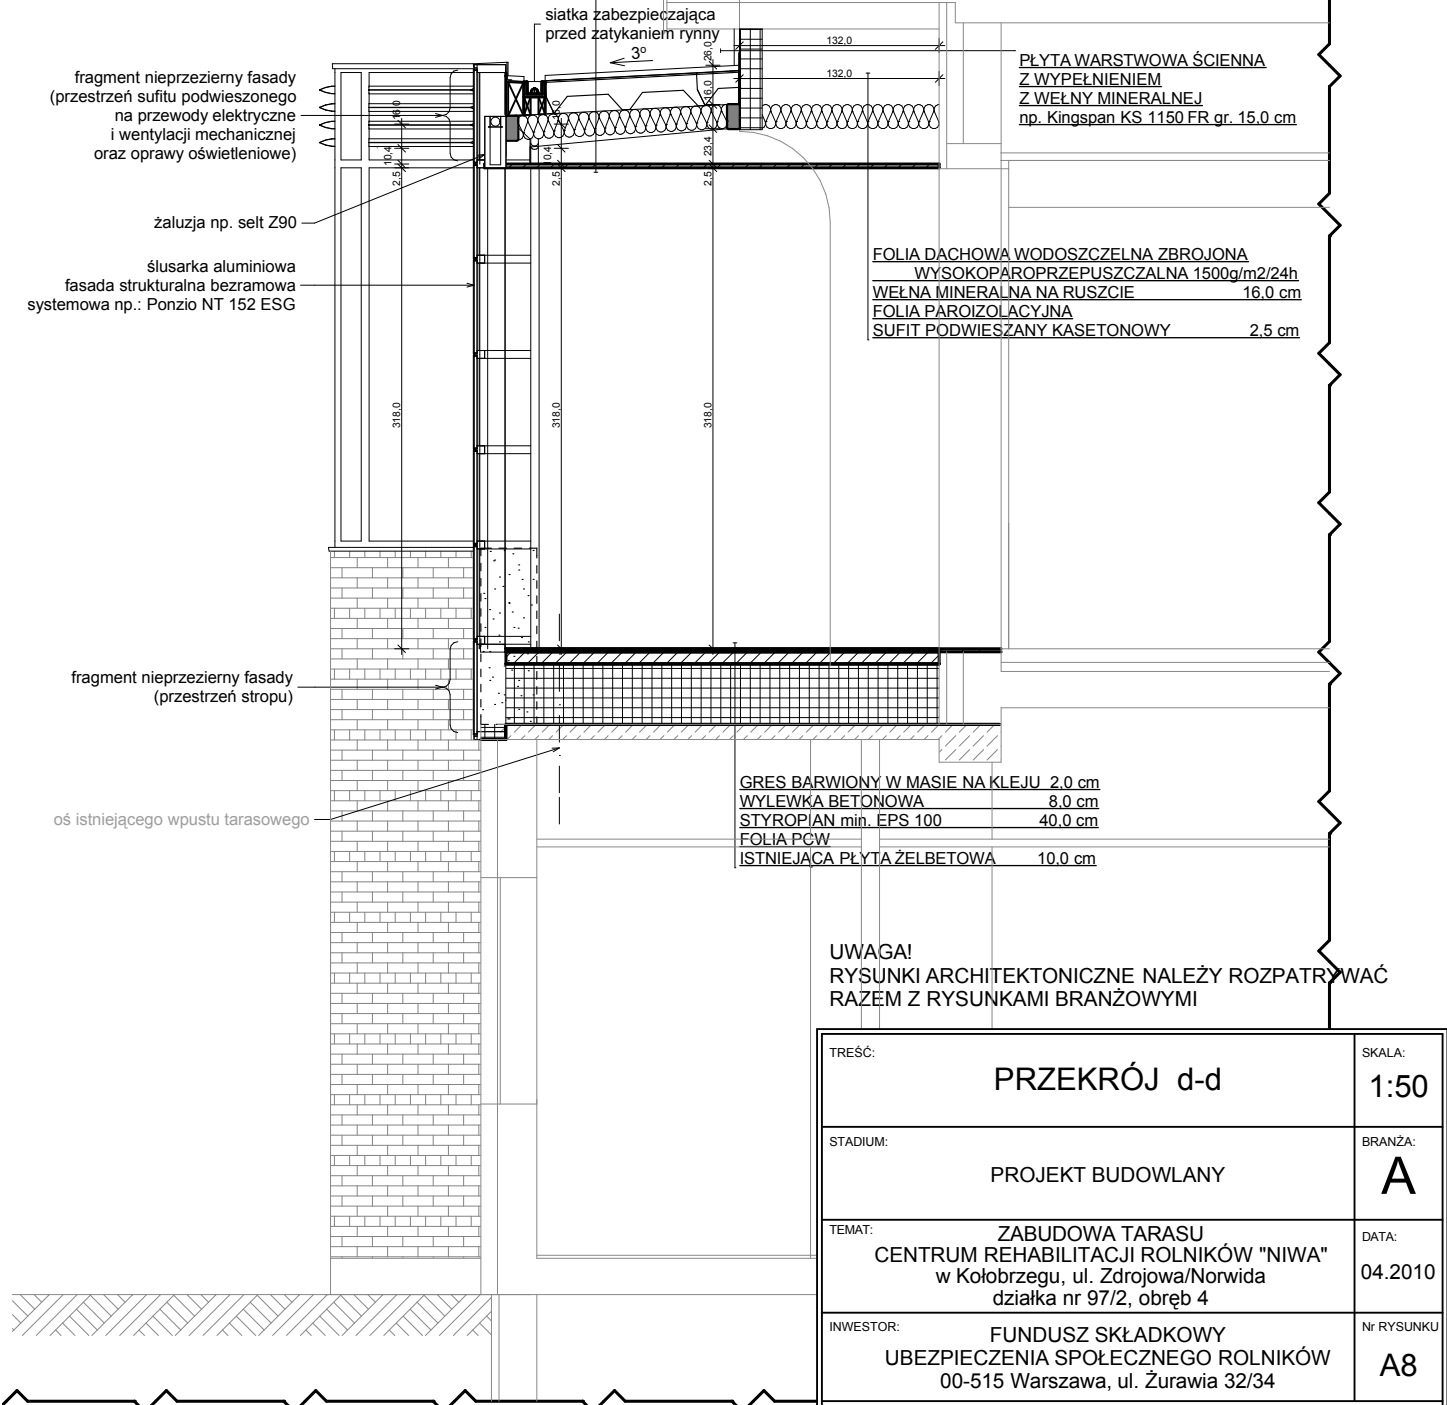 siatka zabezpieczająca
przed zatykaniem rynny
3º
132,0
132,0
26,0
16,0
23,4
2,5
fragment nieprzezierny fasady
(przestrzeń sufitu podwieszonego
na przewody elektryczne
i wentylacji mechanicznej
oraz oprawy oświetleniowe)
16,0
10,4
2,5
10,4
2,5
PŁYTA WARSTWOWA ŚCIENNA
Z WYPEŁNIENIEM
Z WEŁNY MINERALNEJ
np. Kingspan KS 1150 FR gr. 15,0 cm
żaluzja np. selt Z90
ślusarka aluminiowa
fasada strukturalna bezramowa
systemowa np.: Ponzio NT 152 ESG
FOLIA DACHOWA WODOSZCZELNA ZBROJONA
WYSOKOPAROPRZEPUSZCZALNA 1500g/m2/24h
WEŁNA MINERALNA NA RUSZCIE 16,0 cm
FOLIA PAROIZOLACYJNA
SUFIT PODWIESZANY KASETONOWY 2,5 cm
318,0
318,0
318,0
fragment nieprzezierny fasady
(przestrzeń stropu)
oś istniejącego wpustu tarasowego
GRES BARWIONY W MASIE NA KLEJU 2,0 cm
WYLEWKA BETONOWA 8,0 cm
STYROPIAN min. EPS 100 40,0 cm
FOLIA PCW
ISTNIEJĄCA PŁYTA ŻELBETOWA 10,0 cm
UWAGA!
RYSUNKI ARCHITEKTONICZNE NALEŻY ROZPATRYWAĆ
RAZEM Z RYSUNKAMI BRANŻOWYMI
TREŚĆ:
PRZEKRÓJ d-d
SKALA:
1:50
STADIUM:
PROJEKT BUDOWLANY
BRANŻA:
A
TEMAT:
ZABUDOWA TARASU
CENTRUM REHABILITACJI ROLNIKÓW "NIWA"
w Kołobrzegu, ul. Zdrojowa/Norwida
działka nr 97/2, obręb 4
DATA:
04.2010
INWESTOR:
FUNDUSZ SKŁADKOWY
UBEZPIECZENIA SPOŁECZNEGO ROLNIKÓW
00-515 Warszawa, ul. Żurawia 32/34
Nr RYSUNKU
A8